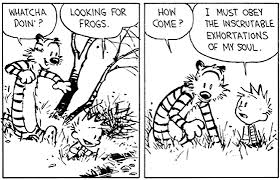 WHATCHA
DOIN'?
LOOKING FOR
FROGS.
HOW
COME?
I MUST OBEY
THE INSCRUTABLE
EXHORTATIONS
OF MY SOUL.